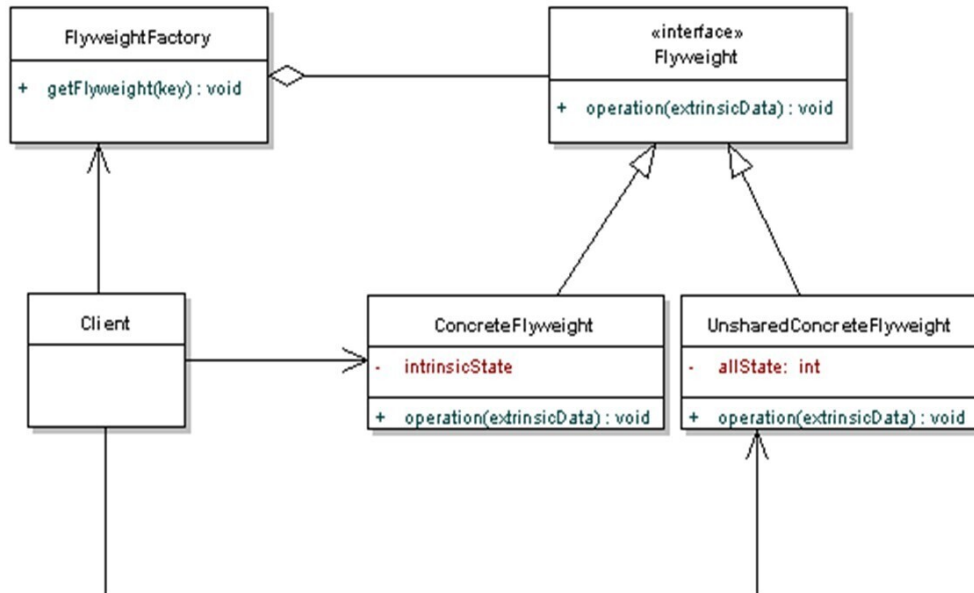 FlyweightFactory
+ getFlyweight(key) : void
«interface»
Flyweight
+ operation(extrinsicData) : void
Client
ConcreteFlyweight
- intrinsicState
+ operation(extrinsicData) : void
UnsharedConcreteFlyweight
- allState: int
+ operation(extrinsicData) : void